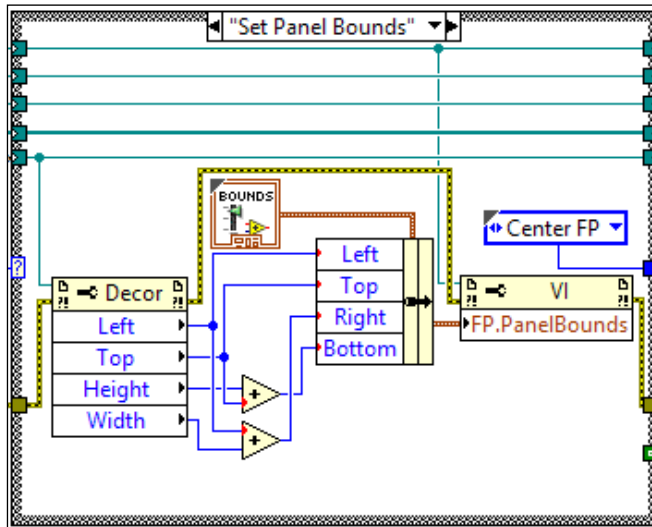 "Set Panel Bounds"
BOUNDS
Center FP
Left
Top
Right
Bottom
Decor
Left
Top
Height
Width
VI
FP.PanelBounds
?
?!
?!
?!
?!
+
+
+